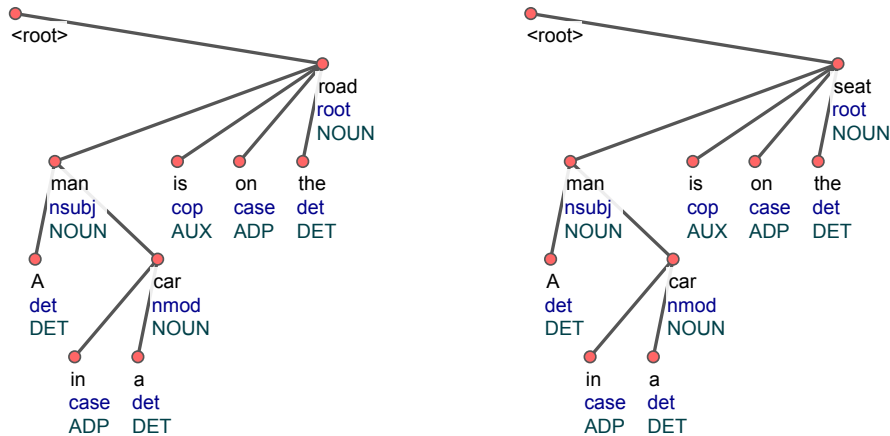 <root>
road
root
NOUN
man is on the
nsubj cop case det
NOUN AUX ADP DET
A car
det nmod
DET NOUN
in a
case det
ADP DET
<root>
seat
root
NOUN
man is on the
nsubj cop case det
NOUN AUX ADP DET
A car
det nmod
DET NOUN
in a
case det
ADP DET